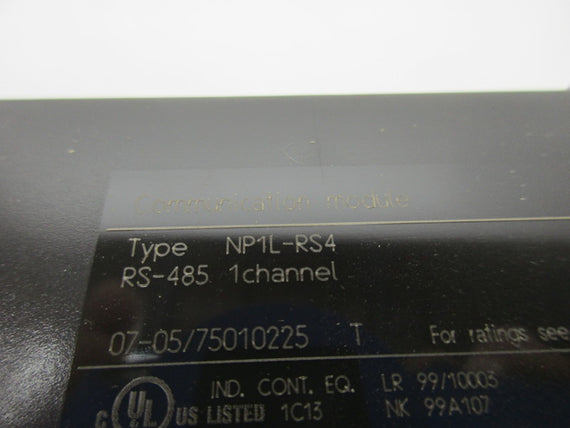 Communication module
Type NP1L-RS4
RS-485 1channel
07-05/75010225 T For ratings see
IND. CONT. EQ. LR 99/10003
C UL US LISTED 1C13 NK 99A107